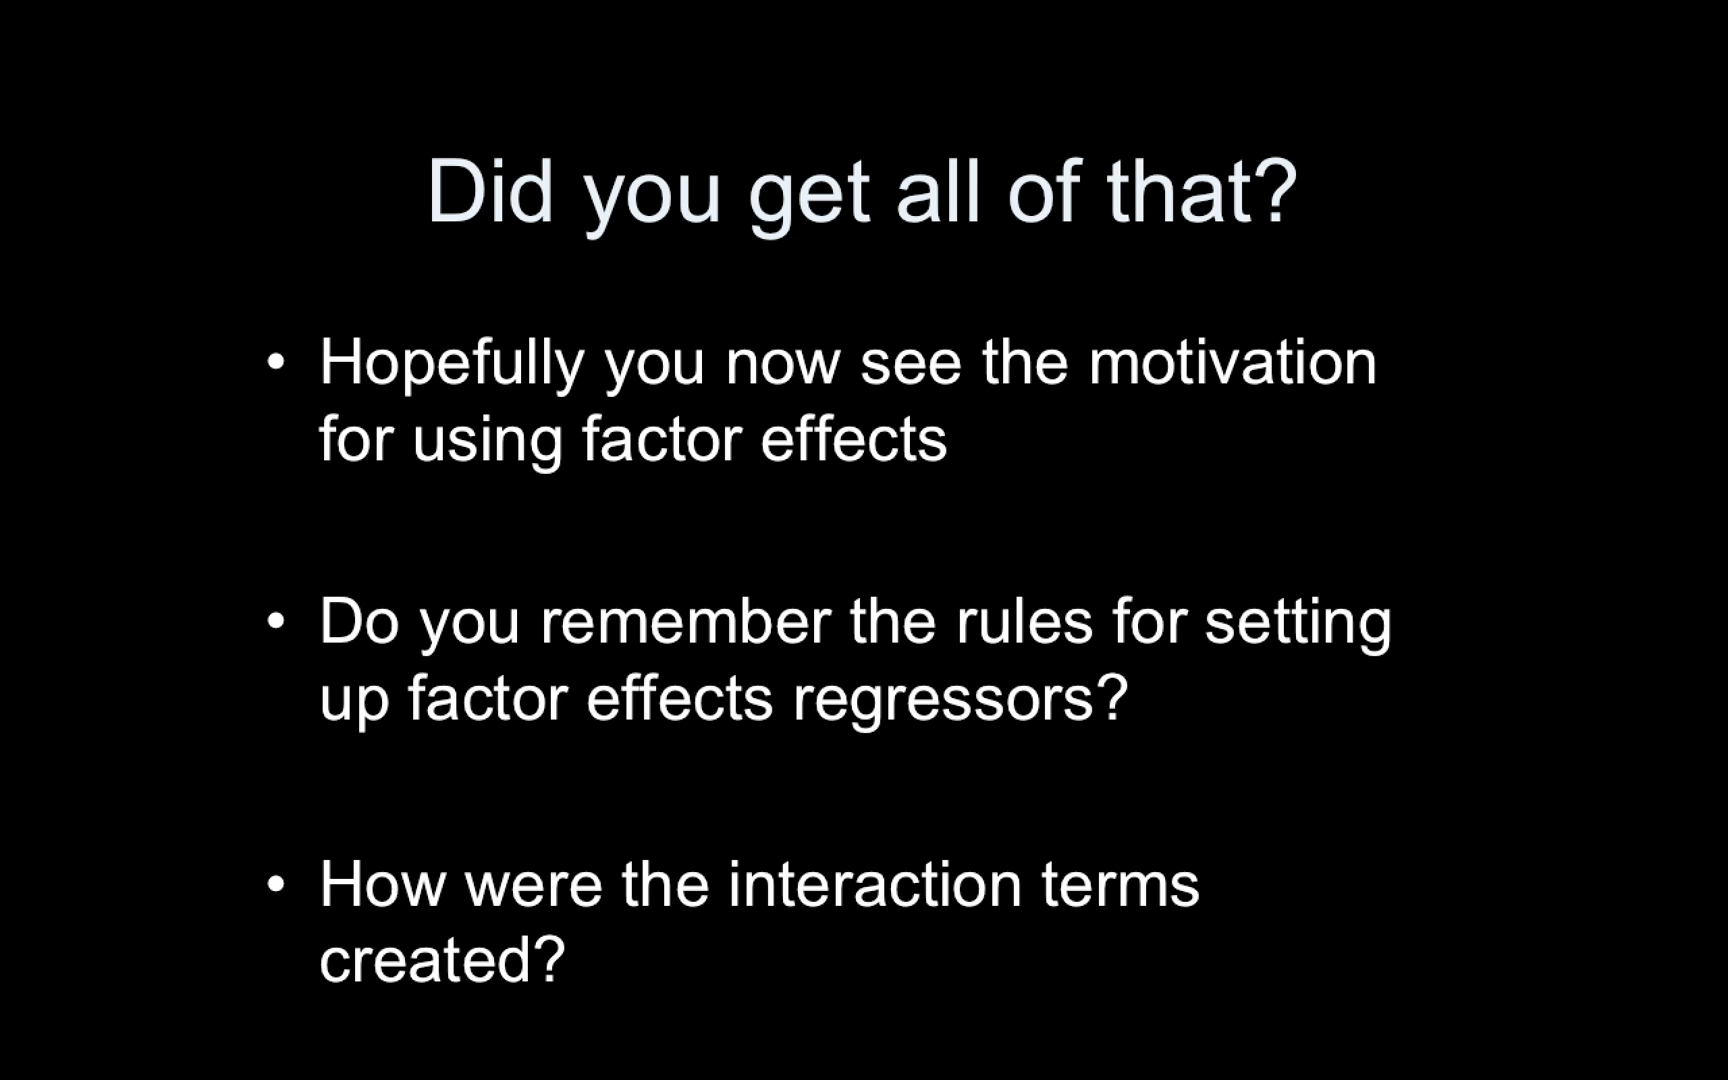 Did you get all of that?
• Hopefully you now see the motivation
for using factor effects
• Do you remember the rules for setting
up factor effects regressors?
• How were the interaction terms
created?